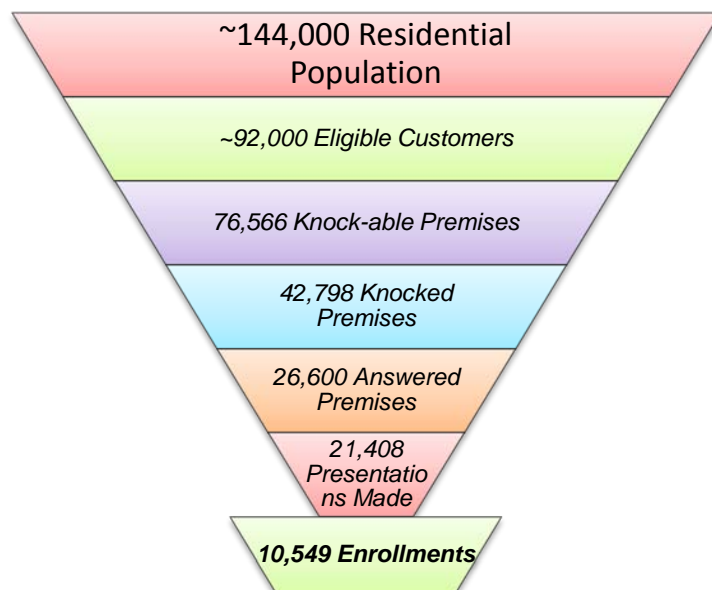 ~144,000 Residential
Population
~92,000 Eligible Customers
76,566 Knock-able Premises
42,798 Knocked
Premises
26,600 Answered
Premises
21,408
Presentatio
ns Made
10,549 Enrollments